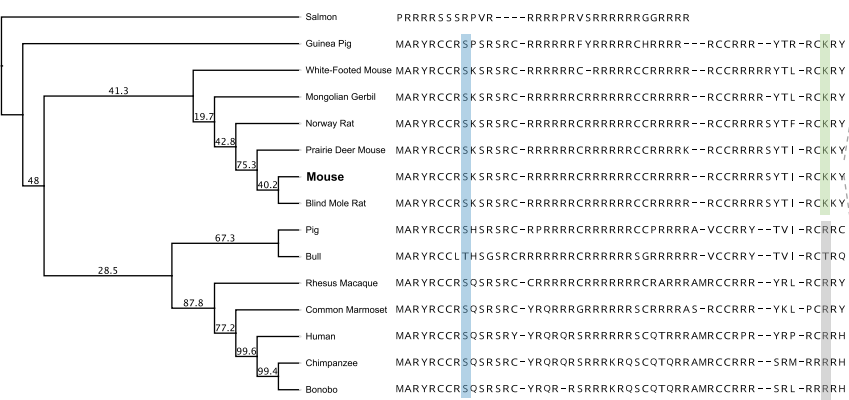 Salmon PRRRRSSSRPVR----RRRRPRVSRRRRRRGGRRRR
Guinea Pig MARYRCCRSPSRSRC-RRRRRRFYRRRRRCHRRRR---RCCRRR--YTR-RCKRY
41.3 White-Footed Mouse MARYRCCRSKSRSRC-RRRRRRC-RRRRRCCRRRRR--RCCRRRRRYTL-RCKRY
19.7 Mongolian Gerbil MARYRCCRSKSRSRC-RRRRRRCRRRRRRCCRRRRR--RCCRRRR-YTL-RCKRY
42.8 Norway Rat MARYRCCRSKSRSRC-RRRRRRCRRRRRRCCRRRRR--RCCRRRRSYTF-RCKRY
75.3 Prairie Deer Mouse MARYRCCRSKSRSRC-RRRRRRCRRRRRRCCRRRRK--RCCRRRRSYTI-RCKKY
48 40.2 Mouse MARYRCCRSKSRSRC-RRRRRRCRRRRRRCCRRRRR--RCCRRRRSYTI-RCKKY
Blind Mole Rat MARYRCCRSKSRSRC-RRRRRRCRRRRRRCCRRRRR--RCCRRRRSYTI-RCKKY
67.3 Pig MARYRCCRSHSRSRC-RPRRRRCRRRRRRCCPRRRRA-VCCRRY--TVI-RCRRC
Bull MARYRCCLTHSGSRCRRRRRRRCRRRRRRSGRRRRRR-VCCRRY--TVI-RCTRQ
28.5 87.8 Rhesus Macaque MARYRCCRSQSRSRC-CRRRRRCRRRRRRCRARRRAMRCCRRR--YRL-RCRRY
77.2 Common Marmoset MARYRCCRSQSRSRC-YRQRRRGRRRRRRSCRRRRAS-RCCRRR--YKL-PCRRY
99.6 Human MARYRCCRSQSRSRY-YRQRQRSRRRRRRSCQTRRRAMRCCRPR--YRP-RCRRH
99.4 Chimpanzee MARYRCCRSQSRSRC-YRQRQRSRRRKRQSCQTQRRAMRCCRRR--SRM-RRRRH
Bonobo MARYRCCRSQSRSRC-YRQR-RSRRRKRQSCQTQRRAMRCCRRR--SRL-RRRRH